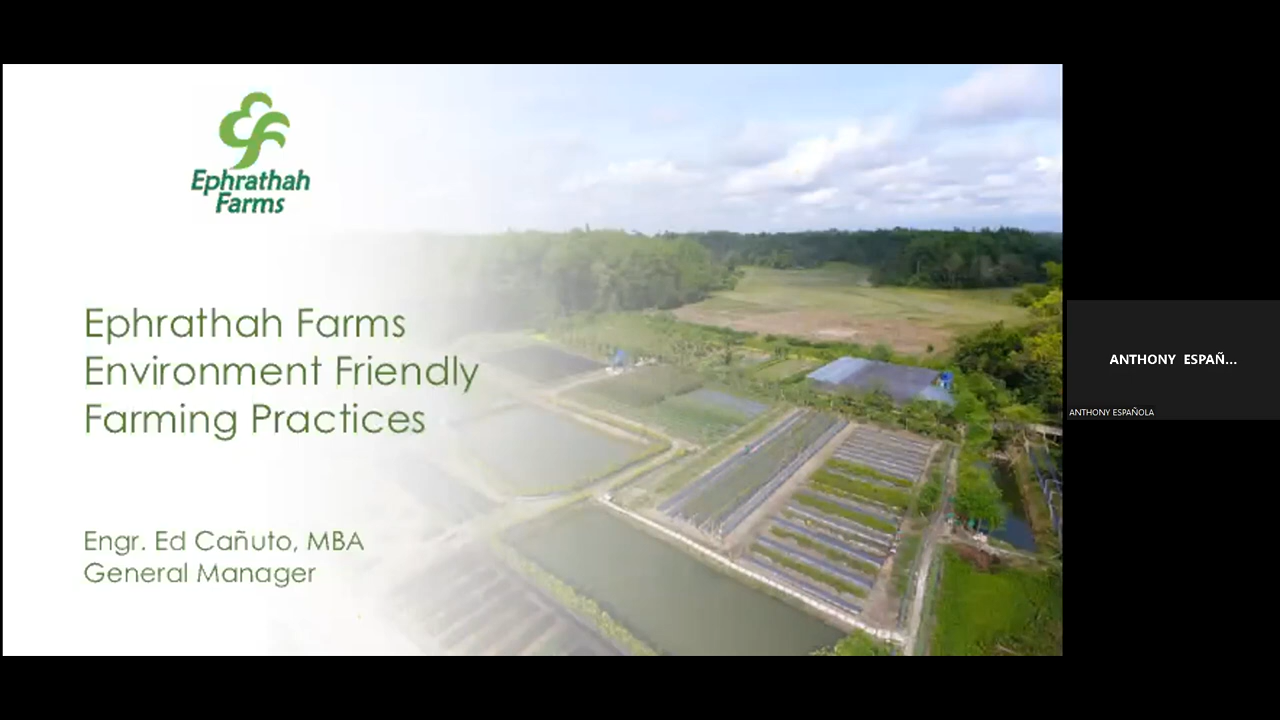 Ephrathah
Farms
Ephrathah Farms
Environment Friendly
Farming Practices
Engr. Ed Cañuto, MBA
General Manager
ANTHONY ESPAÑ...
ANTHONY ESPAÑOLA